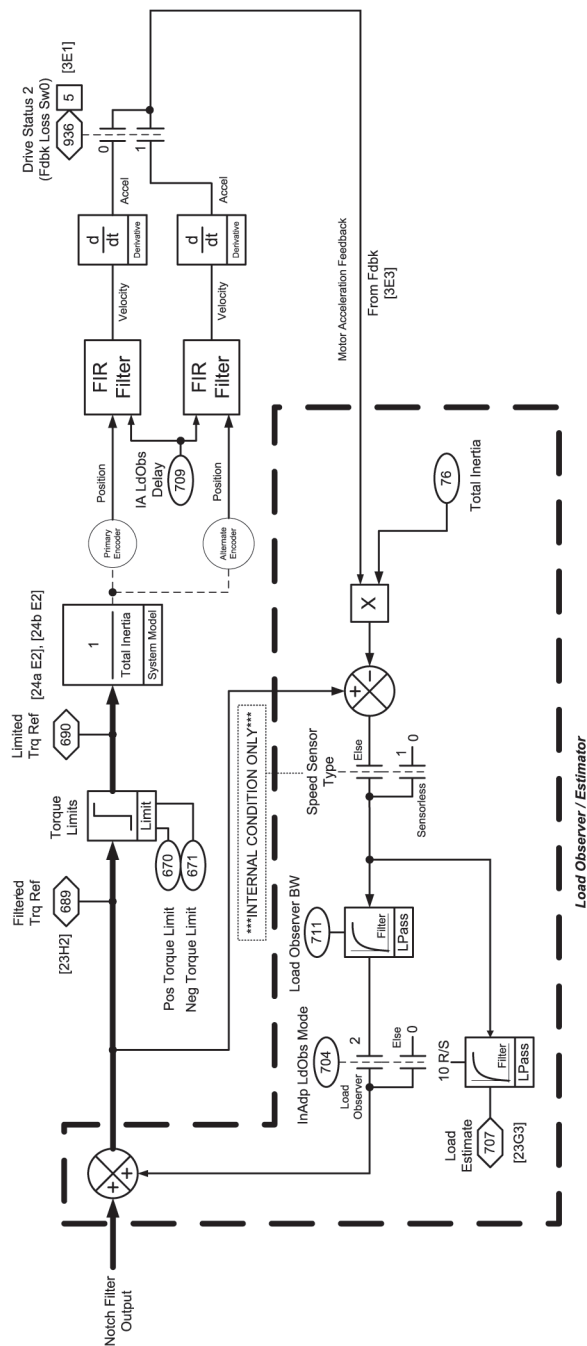 Notch Filter
Output
Filtered
Trq Ref
689
[23H2]
Torque
Limits
Limit
670
671
Pos Torque Limit
Neg Torque Limit
Limited
Trq Ref
690
[24a E2], [24b E2]
1
Total Inertia
System Model
Primary
Encoder
Alternate
Encoder
Position
Position
IA LdObs
Delay
709
FIR
Filter
FIR
Filter
Velocity
Velocity
d
dt
Derivative
d
dt
Derivative
Accel
Accel
Drive Status 2
(Fdbk Loss Sw0)
936
5
[3E1]
0
1
Motor Acceleration Feedback
From Fdbk
[3E3]
***INTERNAL CONDITION ONLY***
InAdp LdObs Mode
704
Load
Observer
2
Else
0
Load Observer BW
711
Filter
LPass
Speed Sensor
Type
Else
1
0
Sensorless
X
76
Total Inertia
Load
Estimate
707
[23G3]
10 R/S
Filter
LPass
Load Observer / Estimator
+
+
+
-